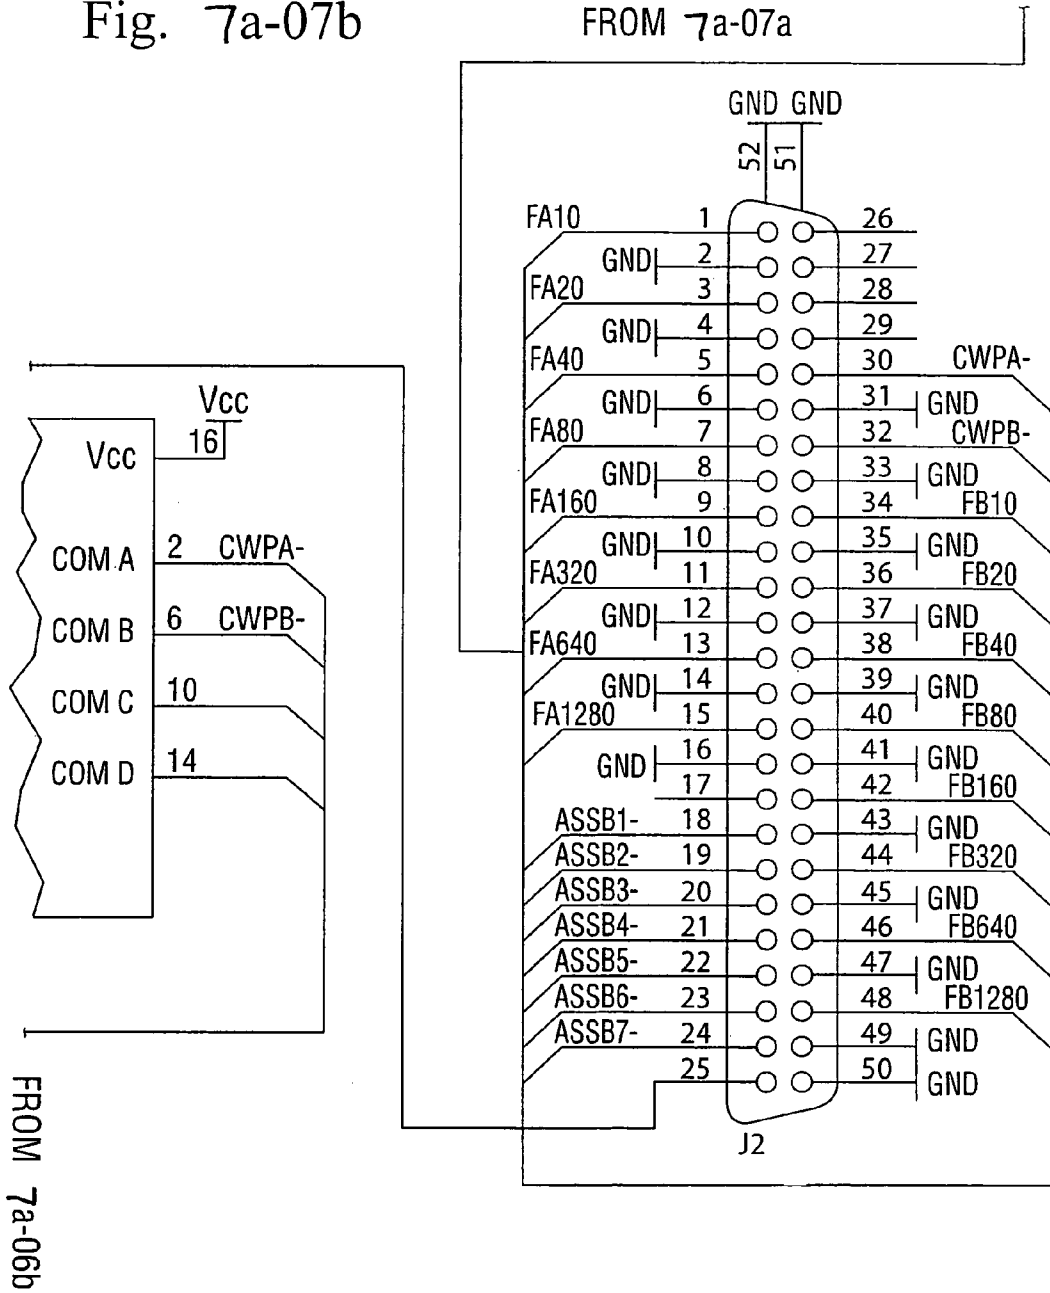 Fig. 7a-07b
FROM 7a-07a
GND GND
52 51
FA10 1 26
GND 2 27
FA20 3 28
GND 4 29
FA40 5 30 CWPA-
GND 6 31 GND
FA80 7 32 CWPB-
GND 8 33 GND
FA160 9 34 FB10
GND 10 35 GND
FA320 11 36 FB20
GND 12 37 GND
FA640 13 38 FB40
GND 14 39 GND
FA1280 15 40 FB80
GND 16 41 GND
17 42 FB160
ASSB1- 18 43 GND
ASSB2- 19 44 FB320
ASSB3- 20 45 GND
ASSB4- 21 46 FB640
ASSB5- 22 47 GND
ASSB6- 23 48 FB1280
ASSB7- 24 49 GND
25 50 GND
J2
Vcc
Vcc 16
COM A 2 CWPA-
COM B 6 CWPB-
COM C 10
COM D 14
FROM 7a-06b